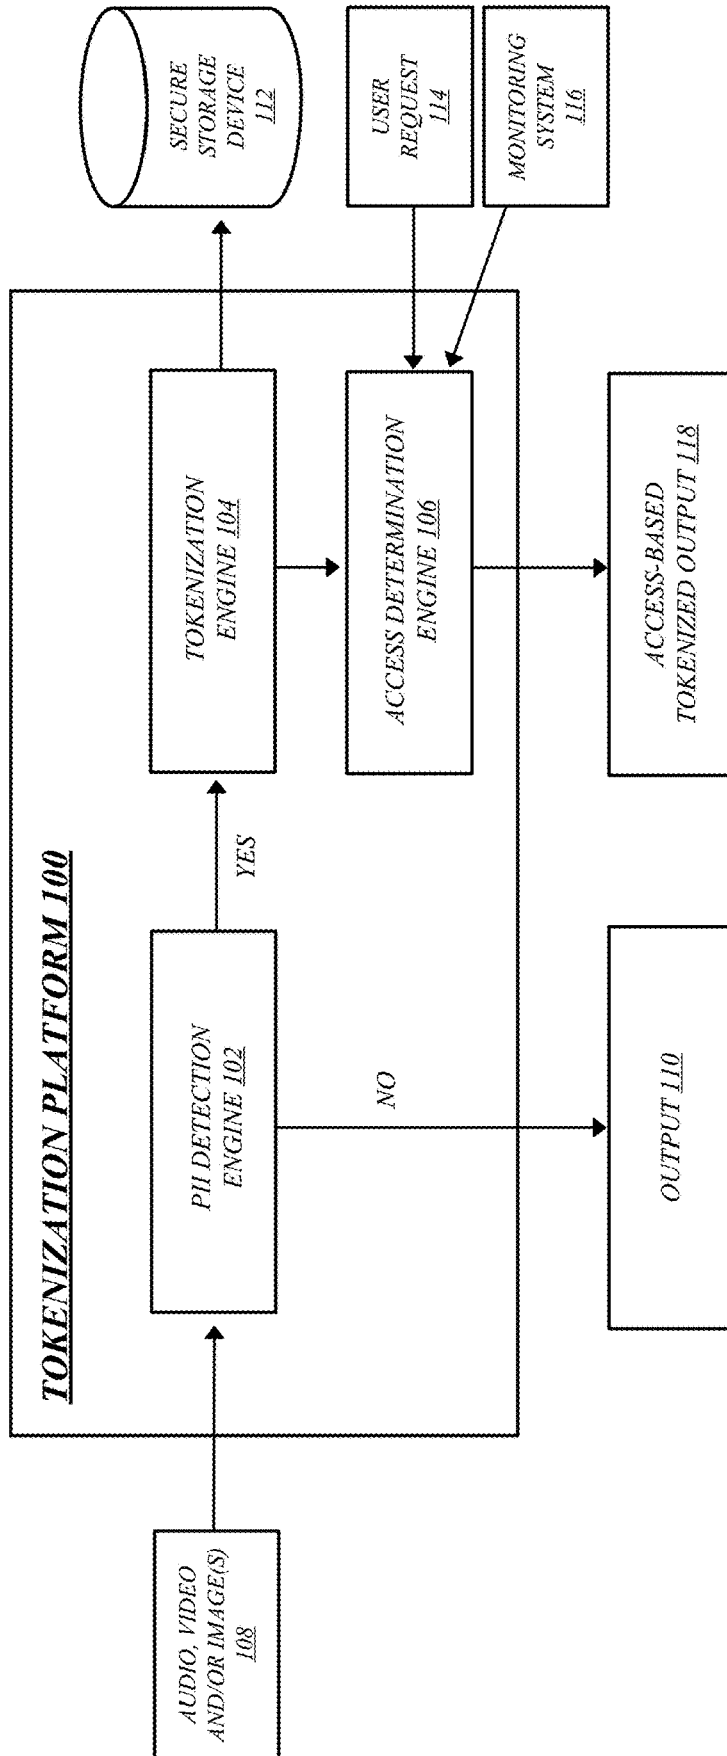 TOKENIZATION PLATFORM 100
AUDIO, VIDEO
AND/OR IMAGE(S)
108
PII DETECTION
ENGINE 102
YES
NO
TOKENIZATION
ENGINE 104
SECURE
STORAGE
DEVICE
112
ACCESS DETERMINATION
ENGINE 106
USER
REQUEST
114
MONITORING
SYSTEM
116
OUTPUT 110
ACCESS-BASED
TOKENIZED OUTPUT 118